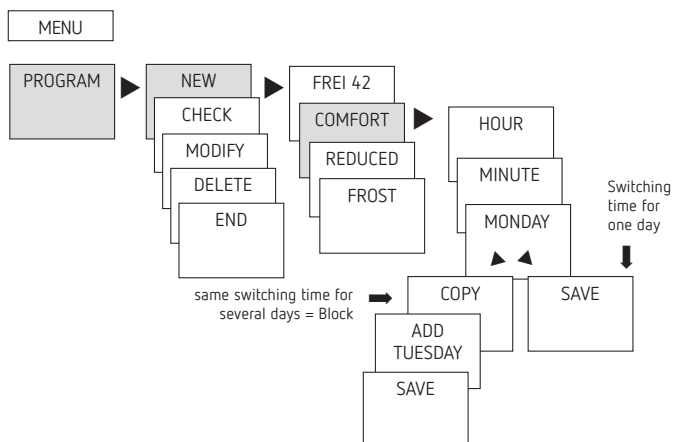 MENU
PROGRAM
NEW
CHECK
MODIFY
DELETE
END
FREI 42
COMFORT
REDUCED
FROST
HOUR
MINUTE
MONDAY
Switching
time for
one day
same switching time for
several days = Block
COPY
ADD
TUESDAY
SAVE
SAVE